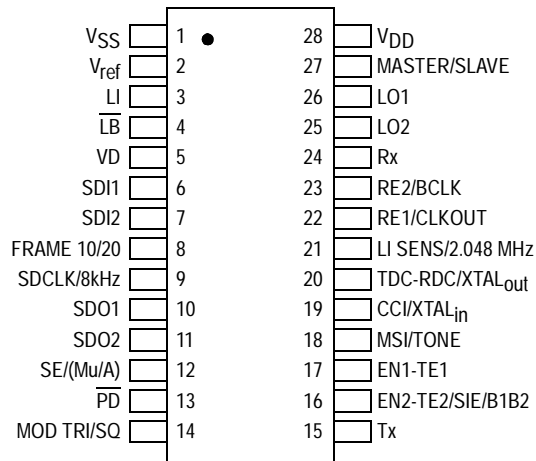 VSS 1 28 VDD
Vref 2 27 MASTER/SLAVE
LI 3 26 LO1
LB 4 25 LO2
VD 5 24 Rx
SDI1 6 23 RE2/BCLK
SDI2 7 22 RE1/CLKOUT
FRAME 10/20 8 21 LI SENS/2.048 MHz
SDCLK/8kHz 9 20 TDC-RDC/XTALout
SDO1 10 19 CCI/XTALin
SDO2 11 18 MSI/TONE
SE/(Mu/A) 12 17 EN1-TE1
PD 13 16 EN2-TE2/SIE/B1B2
MOD TRI/SQ 14 15 Tx